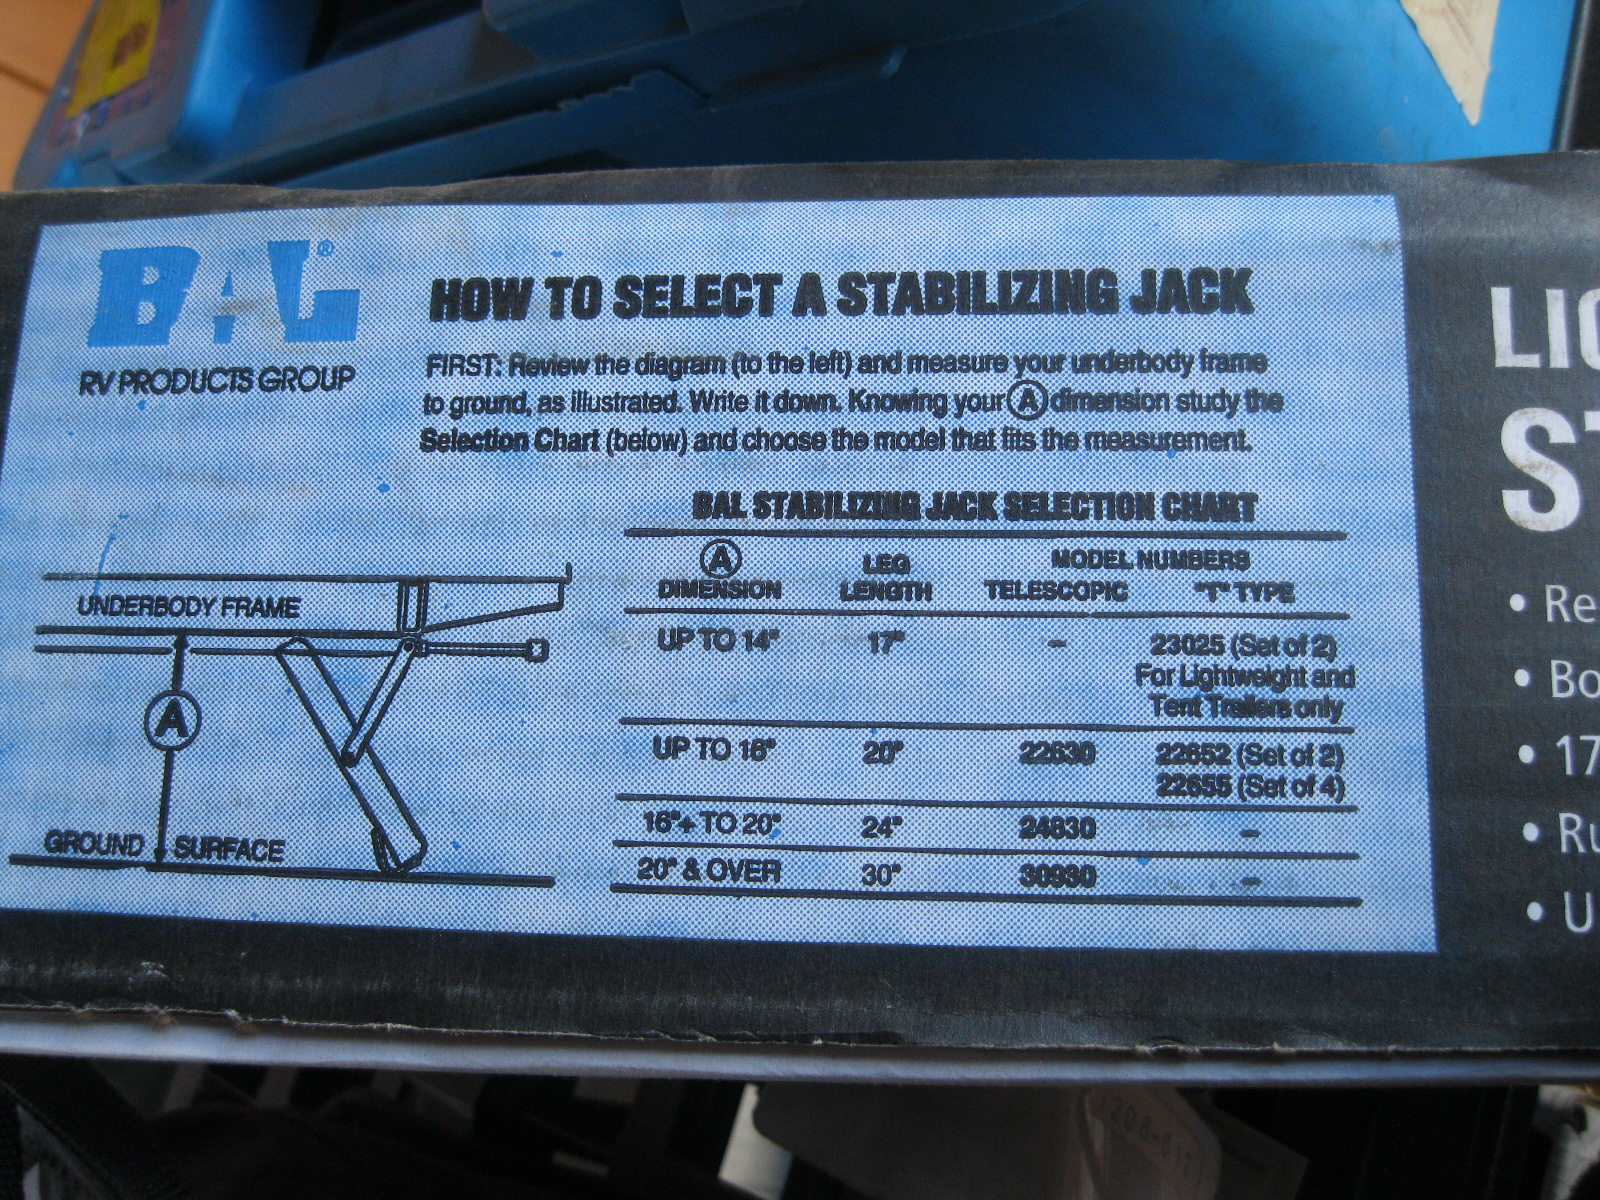 BAL®
RV PRODUCTS GROUP
HOW TO SELECT A STABILIZING JACK
FIRST: Review the diagram (to the left) and measure your underbody frame
to ground, as illustrated. Write it down. Knowing your (A) dimension study the
Selection Chart (below) and choose the model that fits the measurement.
BAL STABILIZING JACK SELECTION CHART
(A) LEG MODEL NUMBERS
DIMENSION LENGTH TELESCOPIC "T" TYPE
UP TO 14" 17" – 23025 (Set of 2)
For Lightweight and
Tent Trailers only
UP TO 16" 20" 22630 22652 (Set of 2)
22655 (Set of 4)
16"+ TO 20" 24" 24830 –
20" & OVER 30" 30930 –
UNDERBODY FRAME
A
GROUND SURFACE
LI
S
• Re
• Bo
• 17
• Ru
• U